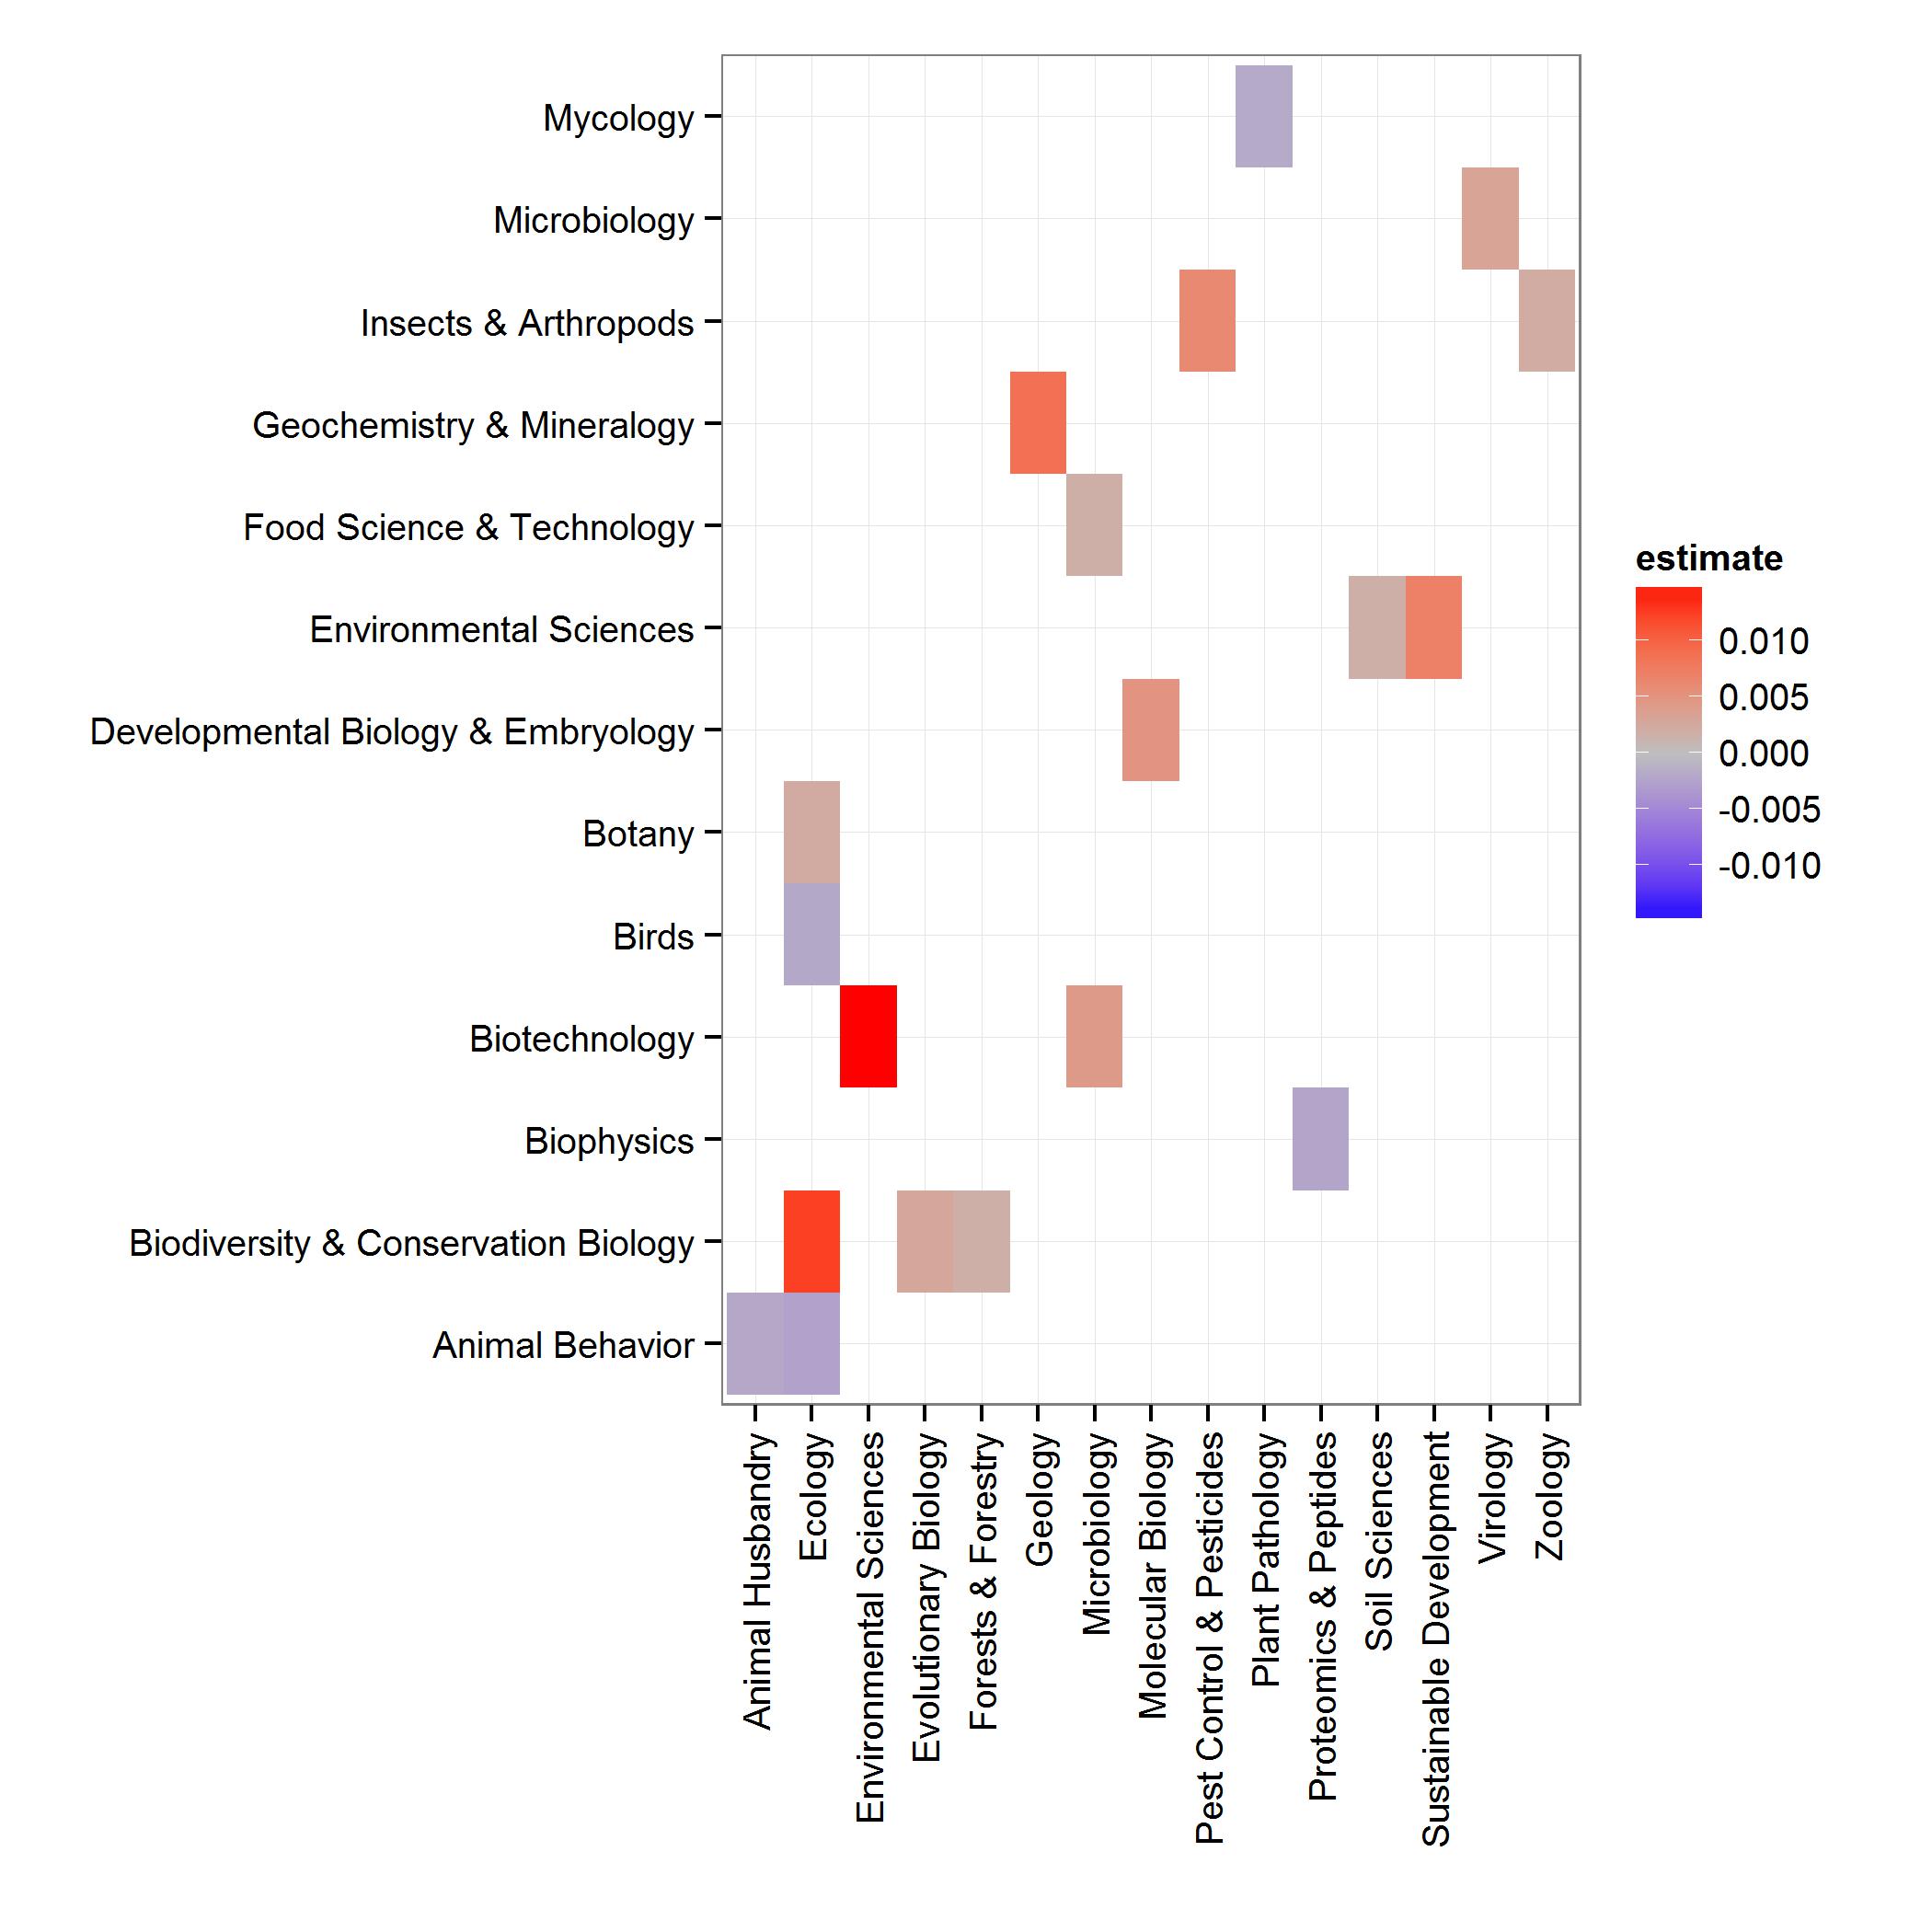 Mycology
Microbiology
Insects & Arthropods
Geochemistry & Mineralogy
Food Science & Technology
Environmental Sciences
Developmental Biology & Embryology
Botany
Birds
Biotechnology
Biophysics
Biodiversity & Conservation Biology
Animal Behavior
Animal Husbandry
Ecology
Environmental Sciences
Evolutionary Biology
Forests & Forestry
Geology
Microbiology
Molecular Biology
Pest Control & Pesticides
Plant Pathology
Proteomics & Peptides
Soil Sciences
Sustainable Development
Virology
Zoology
estimate
0.010
0.005
0.000
-0.005
-0.010